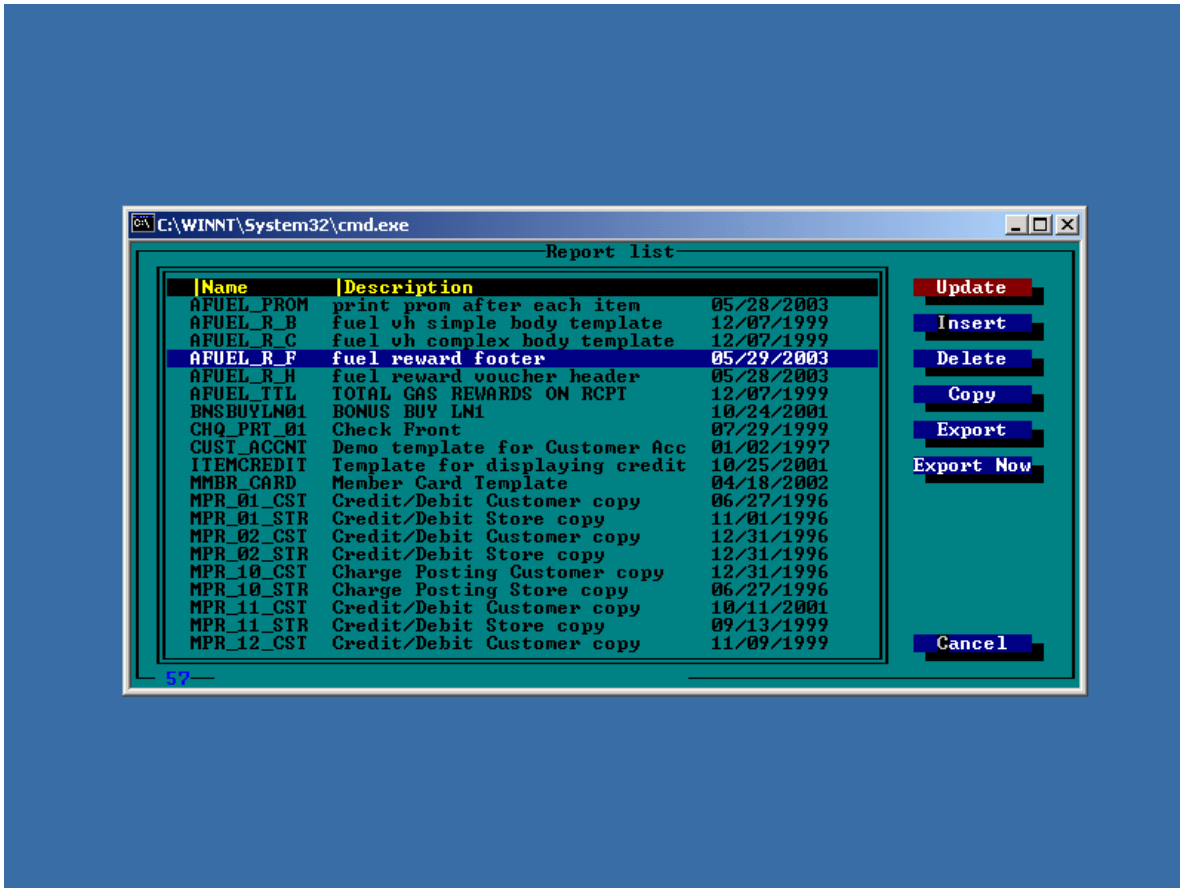 C:\WINNT\System32\cmd.exe
Report list
|Name |Description
AFUEL_PROM print prom after each item 05/28/2003
AFUEL_R_B fuel vh simple body template 12/07/1999
AFUEL_R_C fuel vh complex body template 12/07/1999
AFUEL_R_F fuel reward footer 05/29/2003
AFUEL_R_H fuel reward voucher header 05/28/2003
AFUEL_TTL TOTAL GAS REWARDS ON RCPT 12/07/1999
BNSBUYLN01 BONUS BUY LN1 10/24/2001
CHQ_PRT_01 Check Front 07/29/1999
CUST_ACCNT Demo template for Customer Acc 01/02/1997
ITEMCREDIT Template for displaying credit 10/25/2001
MMBR_CARD Member Card Template 04/18/2002
MPR_01_CST Credit/Debit Customer copy 06/27/1996
MPR_01_STR Credit/Debit Store copy 11/01/1996
MPR_02_CST Credit/Debit Customer copy 12/31/1996
MPR_02_STR Credit/Debit Store copy 12/31/1996
MPR_10_CST Charge Posting Customer copy 12/31/1996
MPR_10_STR Charge Posting Store copy 06/27/1996
MPR_11_CST Credit/Debit Customer copy 10/11/2001
MPR_11_STR Credit/Debit Store copy 09/13/1999
MPR_12_CST Credit/Debit Customer copy 11/09/1999
57
Update
Insert
Delete
Copy
Export
Export Now
Cancel